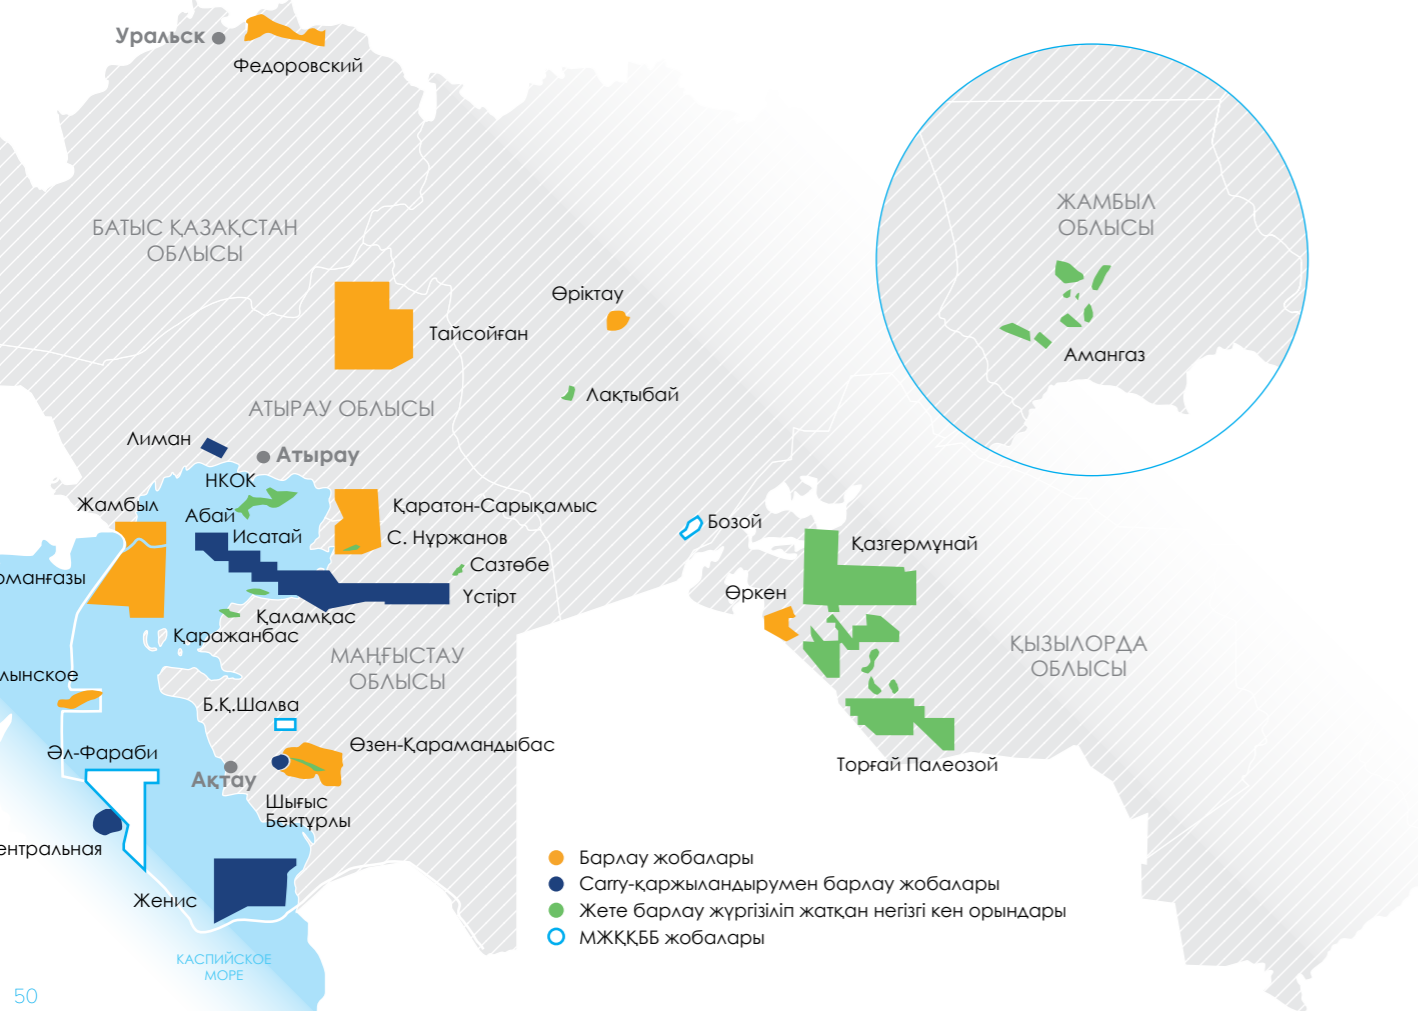 Уральск
Федоровский
БАТЫС ҚАЗАҚСТАН
ОБЛЫСЫ
ЖАМБЫЛ
ОБЛЫСЫ
Амангаз
Өріктау
Тайсойған
Лақтыбай
АТЫРАУ ОБЛЫСЫ
Лиман
Атырау
НКОК
Жамбыл
Абай
Исатай
Қаратон-Сарықамыс
С. Нұржанов
Сазтөбе
Үстірт
Қаламқас
Қаражанбас
рманғазы
Бозой
Қазгермұнай
Өркен
МАҢҒЫСТАУ
ОБЛЫСЫ
ҚЫЗЫЛОРДА
ОБЛЫСЫ
лынское
Б.Қ.Шалва
Әл-Фараби
Өзен-Қарамандыбас
Ақтау
Торғай Палеозой
Шығыс
Бектұрлы
ентральная
Женис
Барлау жобалары
Carry-қаржыландырумен барлау жобалары
Жете барлау жүргізіліп жатқан негізгі кен орындары
МЖҚҚББ жобалары
КАСПИЙСКОЕ
МОРЕ
50